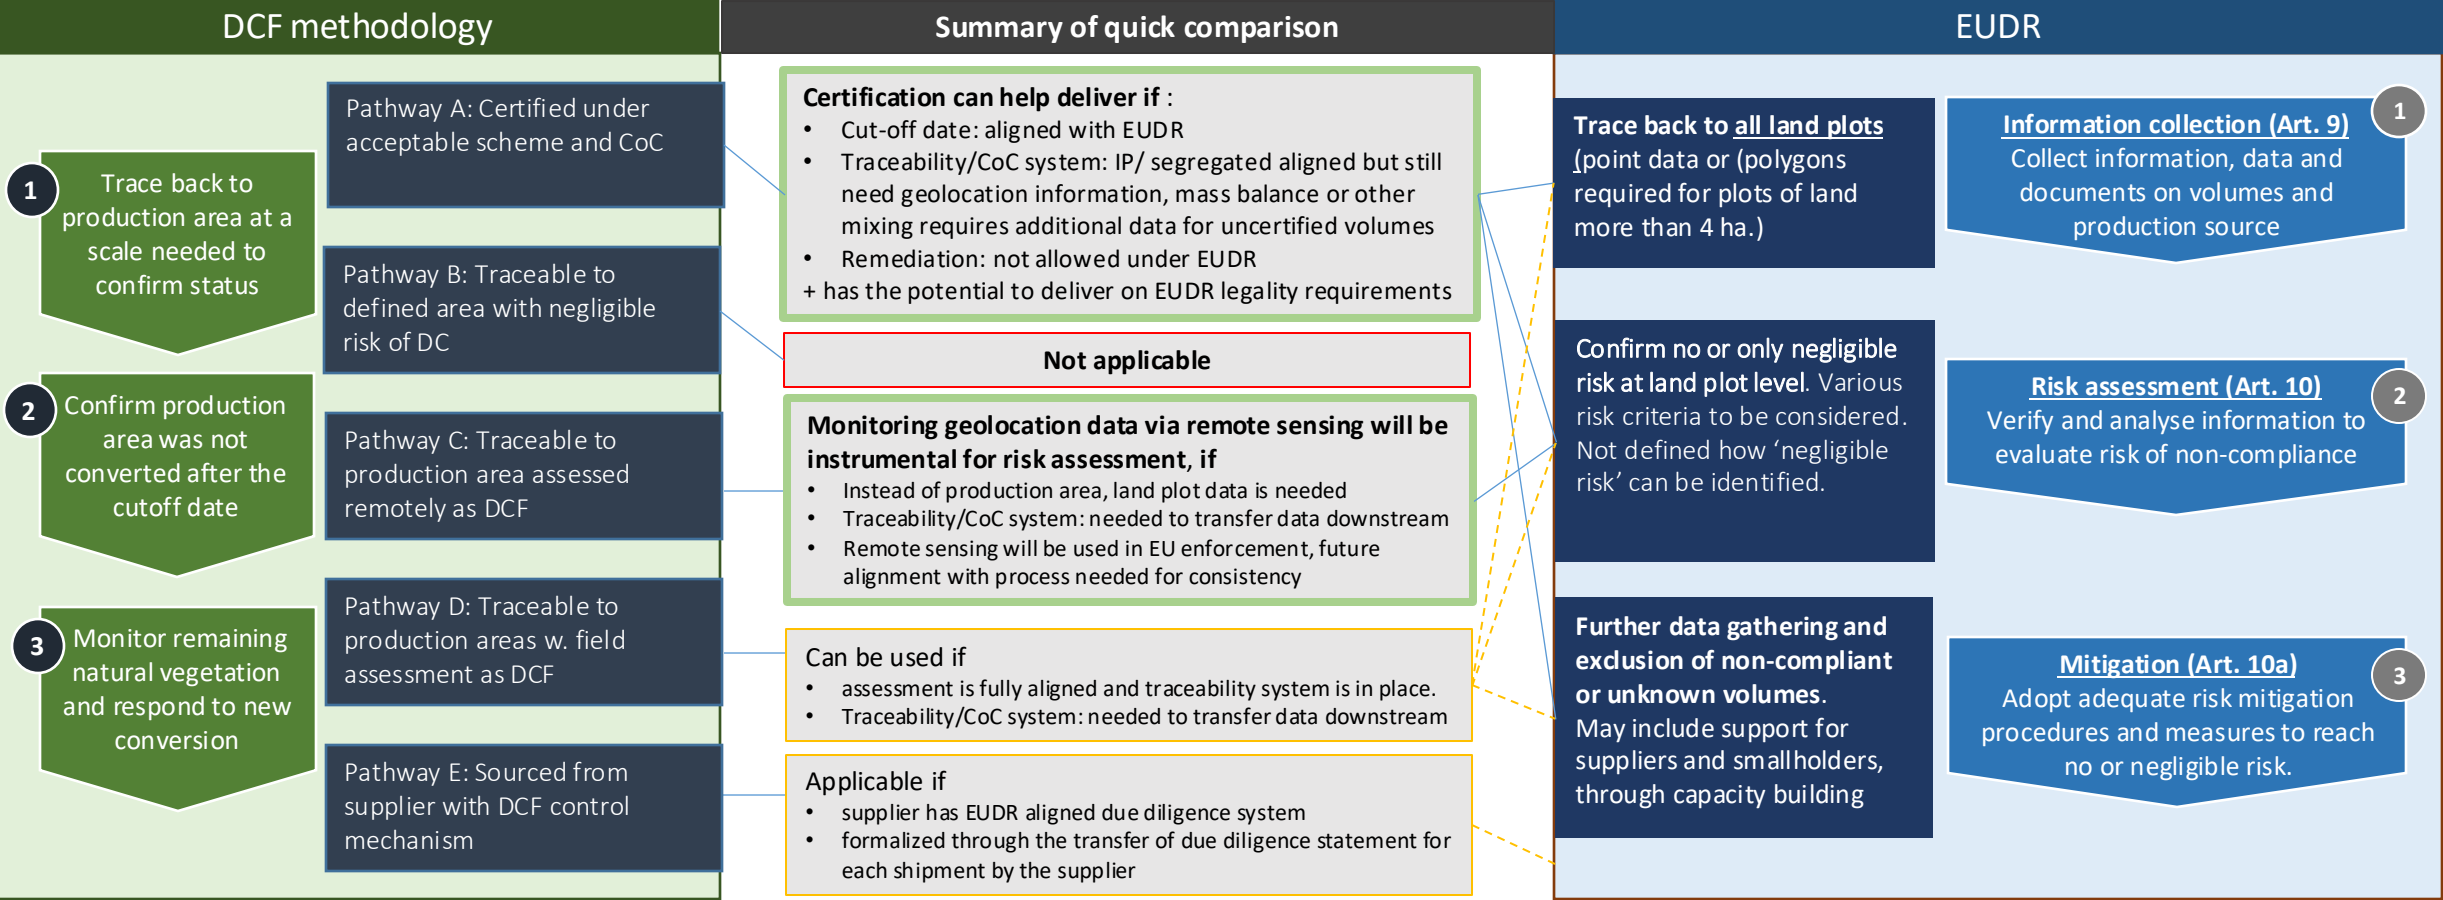 DCF methodology
Summary of quick comparison
EUDR
1
Trace back to
production area at a
scale needed to
confirm status
2
Confirm production
area was not
converted after the
cutoff date
3
Monitor remaining
natural vegetation
and respond to new
conversion
Pathway A: Certified under
acceptable scheme and CoC
Pathway B: Traceable to
defined area with negligible
risk of DC
Pathway C: Traceable to
production area assessed
remotely as DCF
Pathway D: Traceable to
production areas w. field
assessment as DCF
Pathway E: Sourced from
supplier with DCF control
mechanism
Certification can help deliver if :
• Cut-off date: aligned with EUDR
• Traceability/CoC system: IP/ segregated aligned but still
need geolocation information, mass balance or other
mixing requires additional data for uncertified volumes
• Remediation: not allowed under EUDR
+ has the potential to deliver on EUDR legality requirements
Not applicable
Monitoring geolocation data via remote sensing will be
instrumental for risk assessment, if
• Instead of production area, land plot data is needed
• Traceability/CoC system: needed to transfer data downstream
• Remote sensing will be used in EU enforcement, future
alignment with process needed for consistency
Can be used if
• assessment is fully aligned and traceability system is in place.
• Traceability/CoC system: needed to transfer data downstream
Applicable if
• supplier has EUDR aligned due diligence system
• formalized through the transfer of due diligence statement for
each shipment by the supplier
Trace back to all land plots
(point data or (polygons
required for plots of land
more than 4 ha.)
Confirm no or only negligible
risk at land plot level. Various
risk criteria to be considered.
Not defined how ‘negligible
risk’ can be identified.
Further data gathering and
exclusion of non-compliant
or unknown volumes.
May include support for
suppliers and smallholders,
through capacity building
1
Information collection (Art. 9)
Collect information, data and
documents on volumes and
production source
2
Risk assessment (Art. 10)
Verify and analyse information to
evaluate risk of non-compliance
3
Mitigation (Art. 10a)
Adopt adequate risk mitigation
procedures and measures to reach
no or negligible risk.